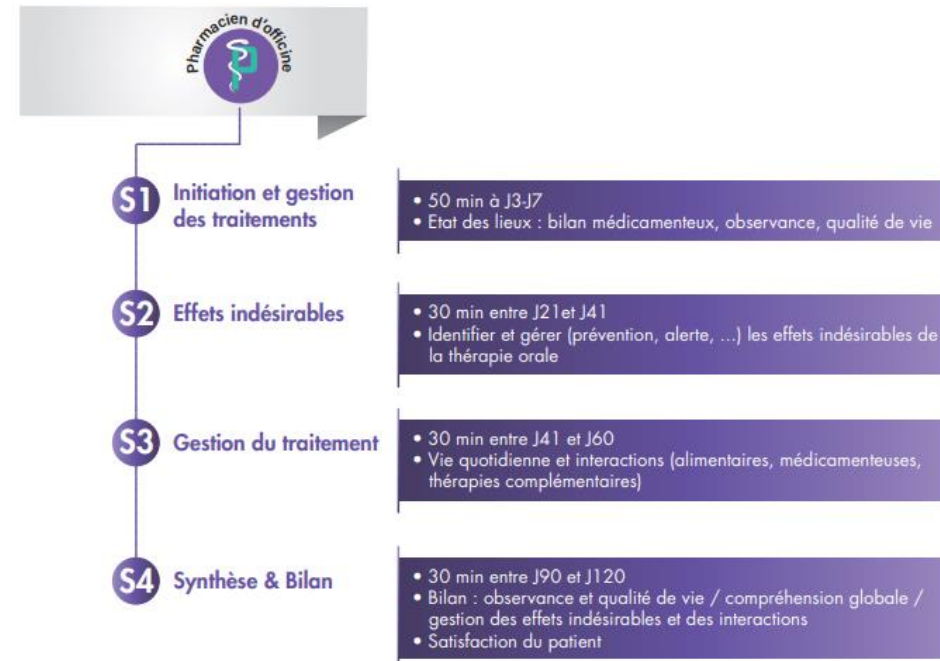 Pharmacien d'officine
S1
Initiation et gestion
des traitements
• 50 min à J3-J7
• Etat des lieux : bilan médicamenteux, observance, qualité de vie
S2
Effets indésirables
• 30 min entre J21et J41
• Identifier et gérer (prévention, alerte, ...) les effets indésirables de
la thérapie orale
S3
Gestion du traitement
• 30 min entre J41 et J60
• Vie quotidienne et interactions (alimentaires, médicamenteuses,
thérapies complémentaires)
S4
Synthèse & Bilan
• 30 min entre J90 et J120
• Bilan : observance et qualité de vie / compréhension globale /
gestion des effets indésirables et des interactions
• Satisfaction du patient